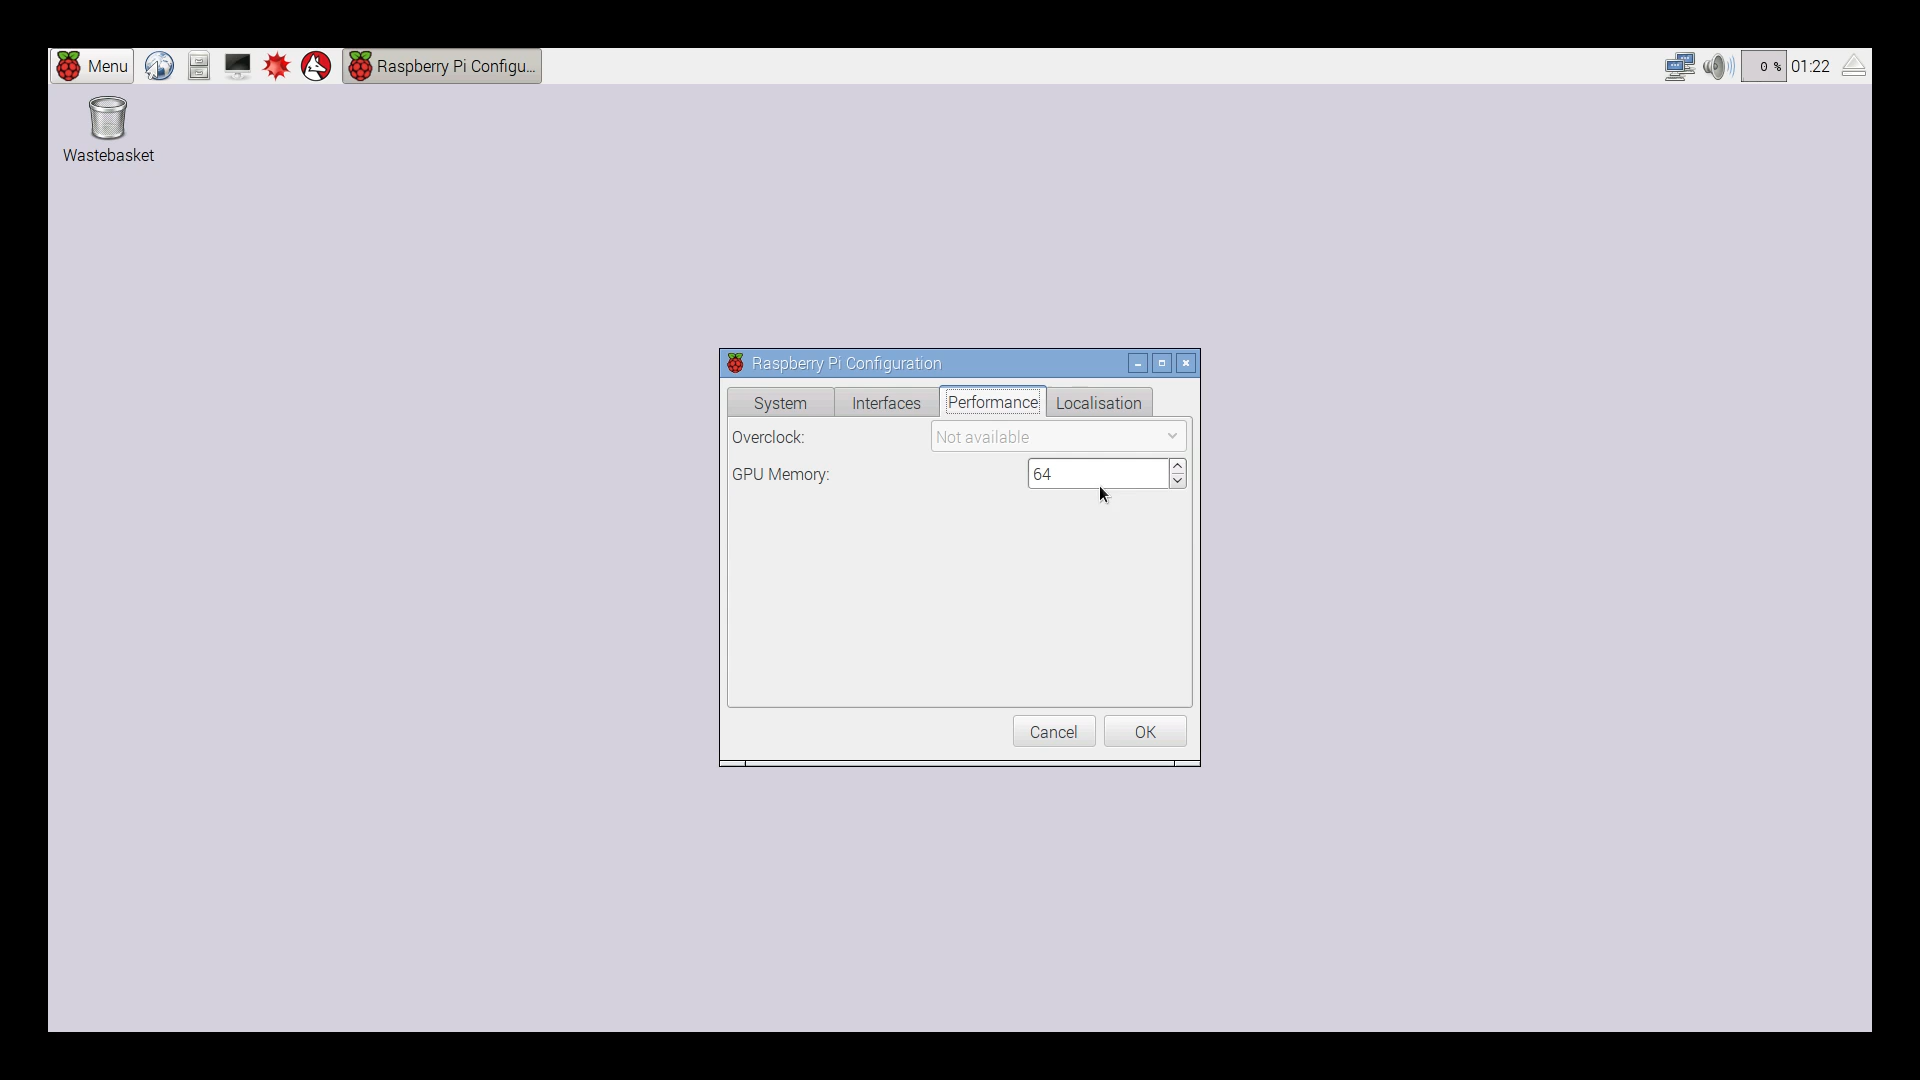 Menu
Raspberry Pi Configu...
0 %
01:22
Wastebasket
Raspberry Pi Configuration
System
Interfaces
Performance
Localisation
Overclock:
Not available
GPU Memory:
64
Cancel
OK